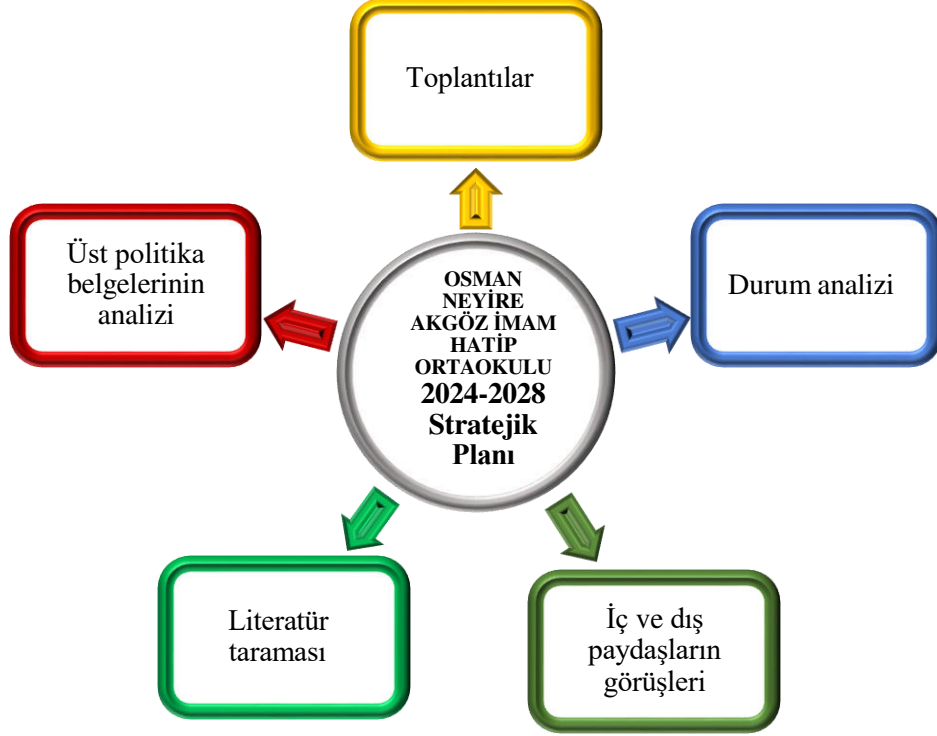 Toplantılar
Üst politika
belgelerinin
analizi
OSMAN
NEYİRE
AKGÖZ İMAM
HATİP
ORTAOKULU
2024-2028
Stratejik
Planı
Durum analizi
Literatür
taraması
İç ve dış
paydaşların
görüşleri